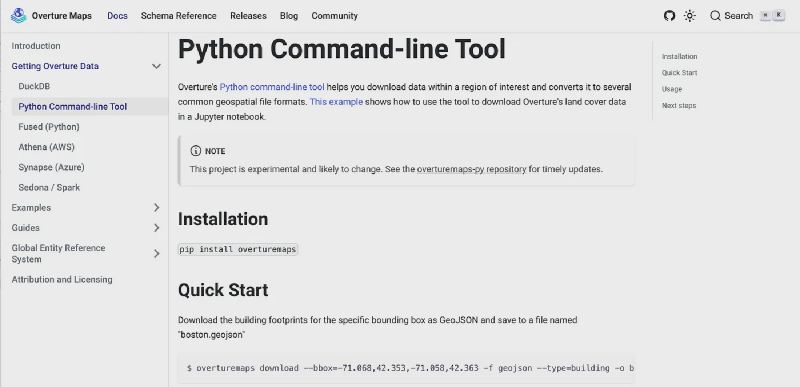 Overture Maps Docs Schema Reference Releases Blog Community Search ⌘ K
Introduction
Getting Overture Data
DuckDB
Python Command-line Tool
Fused (Python)
Athena (AWS)
Synapse (Azure)
Sedona / Spark
Examples
Guides
Global Entity Reference
System
Attribution and Licensing
Python Command-line Tool
Overture's Python command-line tool helps you download data within a region of interest and converts it to several
common geospatial file formats. This example shows how to use the tool to download Overture's land cover data
in a Jupyter notebook.
NOTE
This project is experimental and likely to change. See the overturemaps-py repository for timely updates.
Installation
pip install overturemaps
Quick Start
Download the building footprints for the specific bounding box as GeoJSON and save to a file named
"boston.geojson"
$ overturemaps download --bbox=-71.068,42.353,-71.058,42.363 -f geojson --type=building -o b
Installation
Quick Start
Usage
Next steps